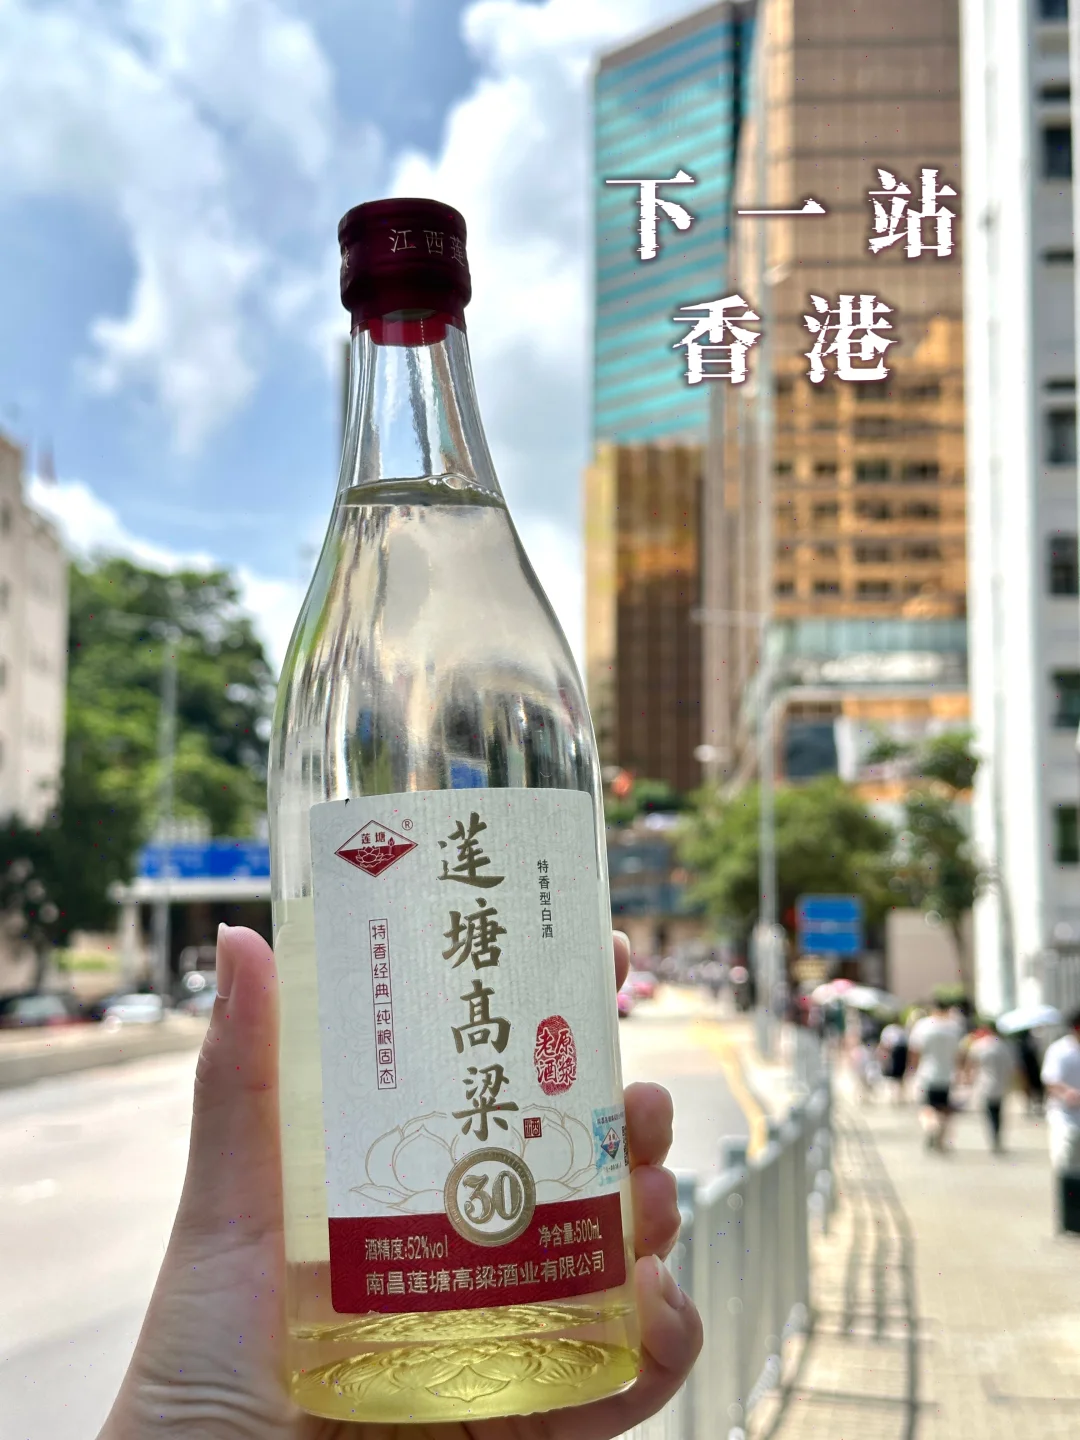 下一站
香港
江西莲
莲塘
®
莲塘高粱
特香型白酒
特香经典 纯粮固态
原浆
老酒
酒
30
酒精度:52%vol
净含量:500mL
南昌莲塘高粱酒业有限公司